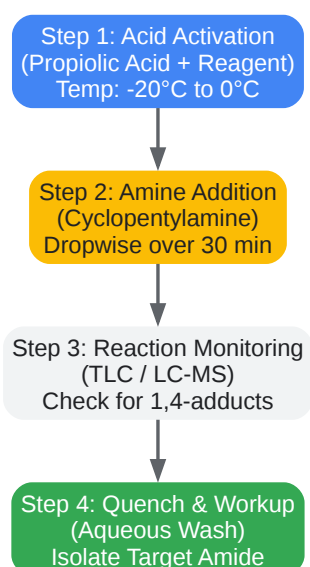 Step 1: Acid Activation
(Propiolic Acid + Reagent)
Temp: -20°C to 0°C
Step 2: Amine Addition
(Cyclopentylamine)
Dropwise over 30 min
Step 3: Reaction Monitoring
(TLC / LC-MS)
Check for 1,4-adducts
Step 4: Quench & Workup
(Aqueous Wash)
Isolate Target Amide